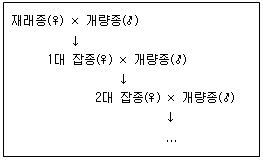 재래종(♀) × 개량종(♂)
↓
1대 잡종(♀) × 개량종(♂)
↓
2대 잡종(♀) × 개량종(♂)
↓
…